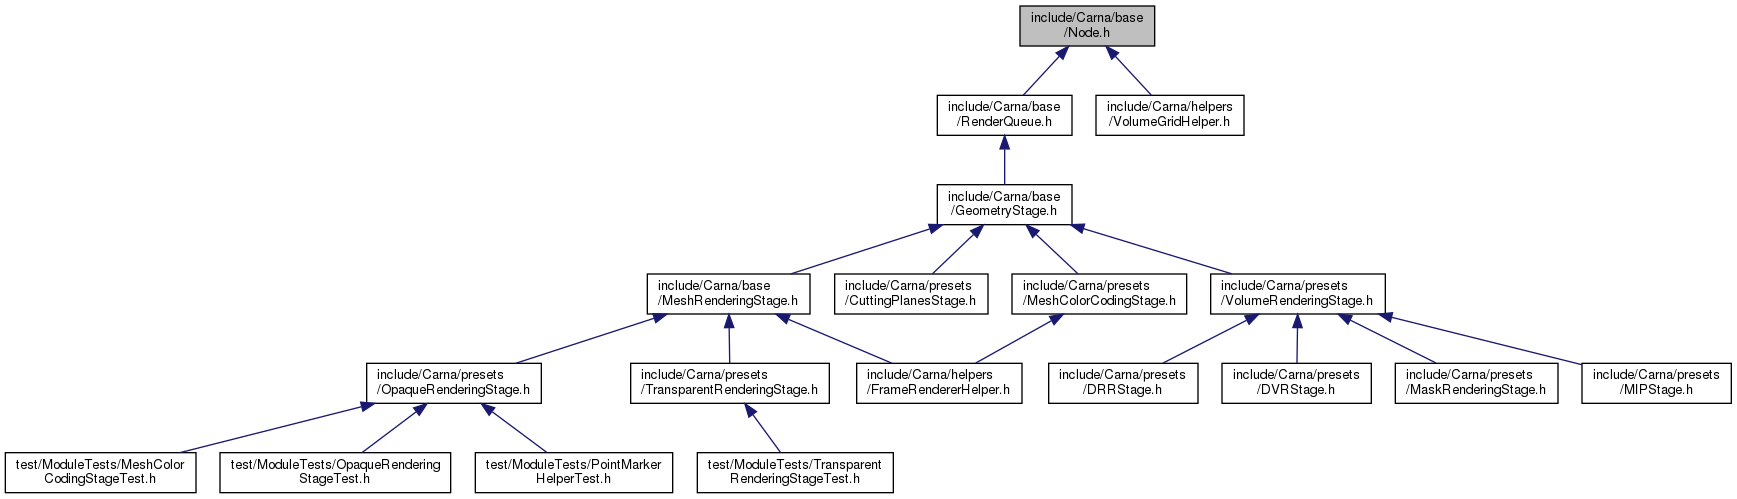 include/Carna/base
/Node.h
include/Carna/base
/RenderQueue.h
include/Carna/helpers
/VolumeGridHelper.h
include/Carna/base
/GeometryStage.h
include/Carna/base
/MeshRenderingStage.h
include/Carna/presets
/CuttingPlanesStage.h
include/Carna/presets
/MeshColorCodingStage.h
include/Carna/presets
/VolumeRenderingStage.h
include/Carna/presets
/OpaqueRenderingStage.h
include/Carna/presets
/TransparentRenderingStage.h
include/Carna/helpers
/FrameRendererHelper.h
include/Carna/presets
/DRRStage.h
include/Carna/presets
/DVRStage.h
include/Carna/presets
/MaskRenderingStage.h
include/Carna/presets
/MIPStage.h
test/ModuleTests/MeshColor
CodingStageTest.h
test/ModuleTests/OpaqueRendering
StageTest.h
test/ModuleTests/PointMarker
HelperTest.h
test/ModuleTests/Transparent
RenderingStageTest.h